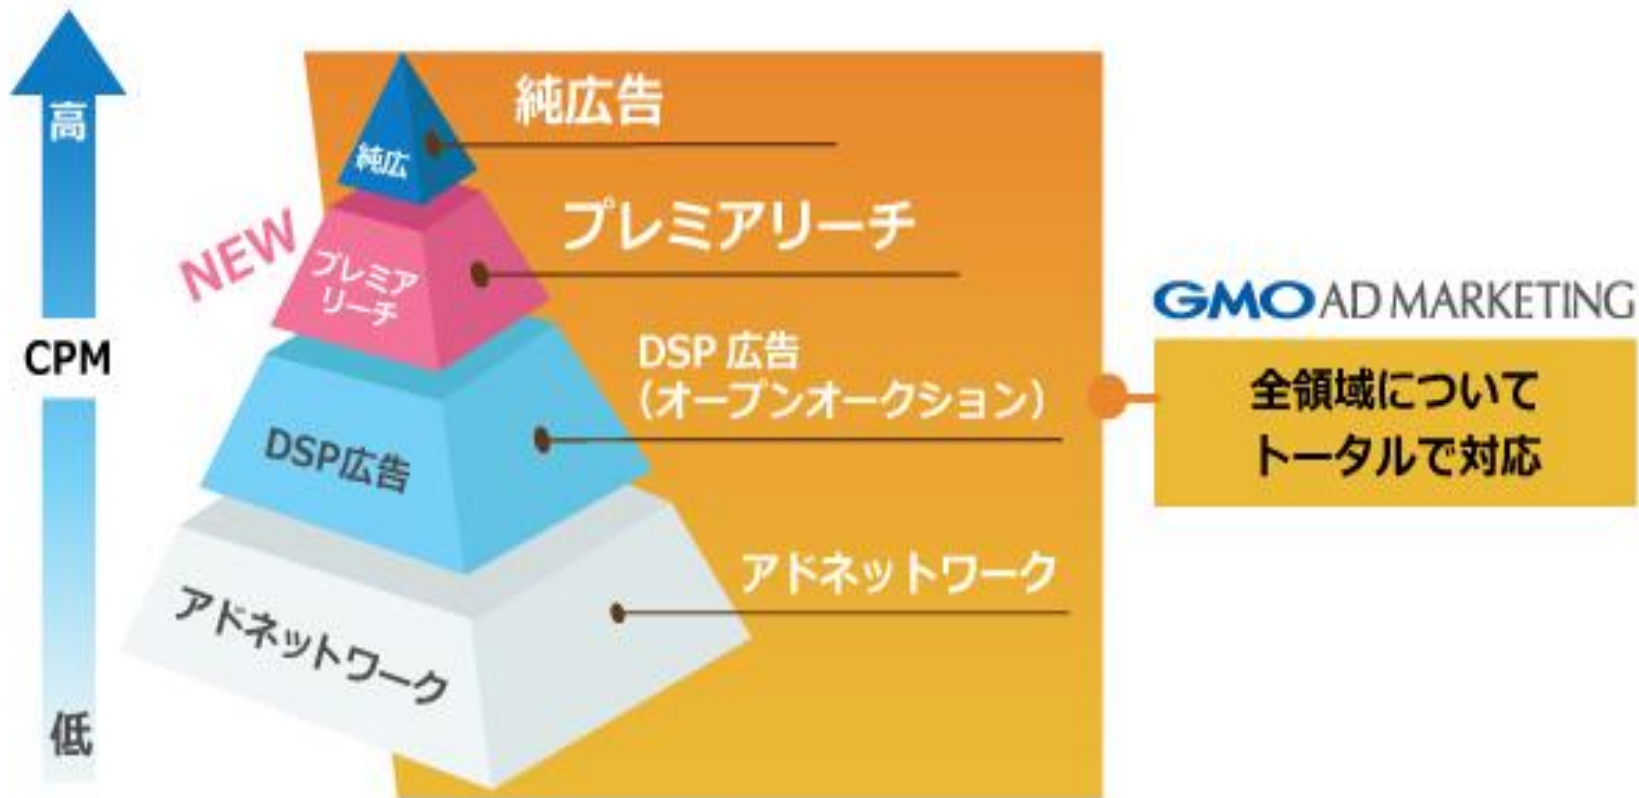 高
CPM
低
純広
NEW
プレミア
リーチ
DSP広告
アドネットワーク
純広告
プレミアリーチ
DSP 広告
（オープンオークション）
アドネットワーク
GMO AD MARKETING
全領域について
トータルで対応